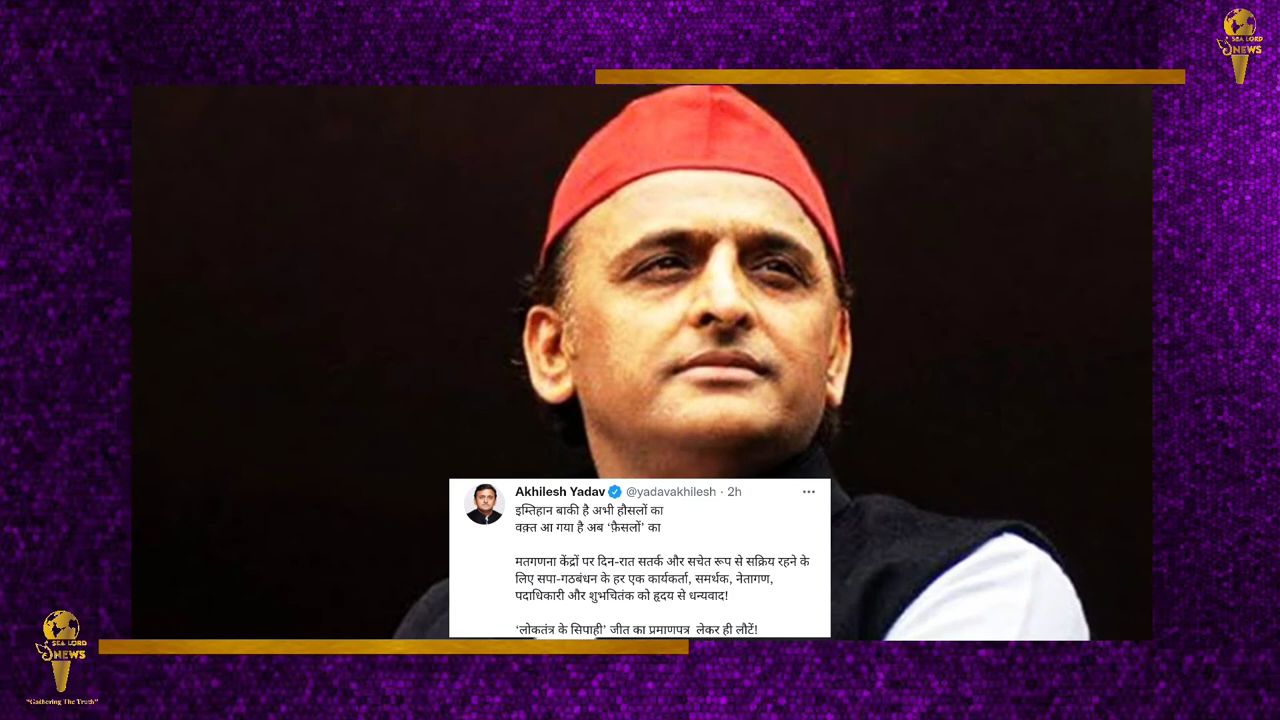 SEA LORD
NEWS
Akhilesh Yadav @yadavakhilesh · 2h
इम्तिहान बाकी है अभी हौसलों का
वक़्त आ गया है अब ‘फ़ैसलों’ का
मतगणना केंद्रों पर दिन-रात सतर्क और सचेत रूप से सक्रिय रहने के
लिए सपा-गठबंधन के हर एक कार्यकर्ता, समर्थक, नेतागण,
पदाधिकारी और शुभचिंतक को हृदय से धन्यवाद!
‘लोकतंत्र के सिपाही’ जीत का प्रमाणपत्र लेकर ही लौटें!
SEA LORD
NEWS
"Gathering The Truth"